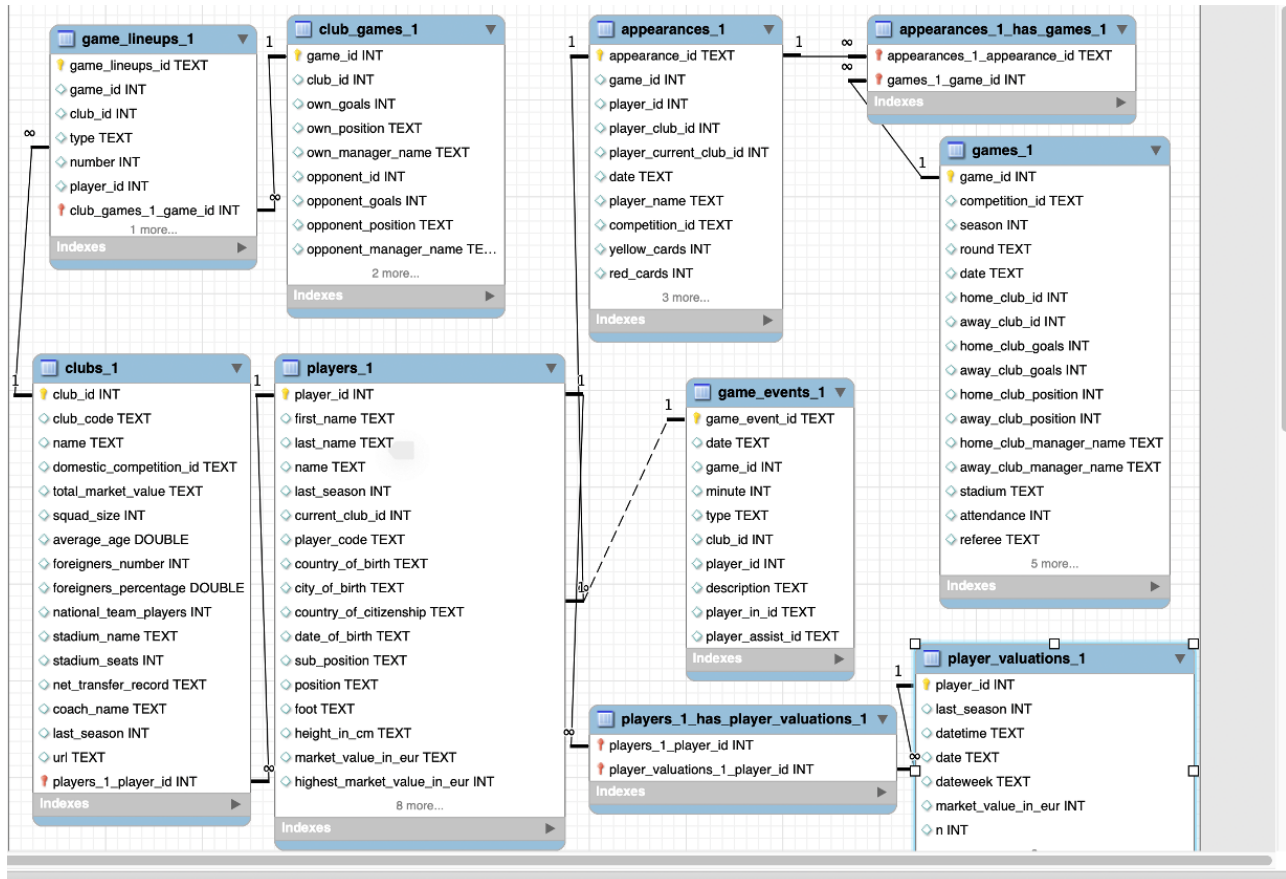 game_lineups_1
game_lineups_id TEXT
game_id INT
club_id INT
type TEXT
number INT
player_id INT
club_games_1_game_id INT
1 more...
Indexes
∞
1
∞
club_games_1
game_id INT
club_id INT
own_goals INT
own_position TEXT
own_manager_name TEXT
opponent_id INT
opponent_goals INT
opponent_position TEXT
opponent_manager_name TE...
2 more...
Indexes
1
appearances_1
appearance_id TEXT
game_id INT
player_id INT
player_club_id INT
player_current_club_id INT
date TEXT
player_name TEXT
competition_id TEXT
yellow_cards INT
red_cards INT
3 more...
Indexes
1
∞
∞
appearances_1_has_games_1
appearances_1_appearance_id TEXT
games_1_game_id INT
Indexes
1
games_1
game_id INT
competition_id TEXT
season INT
round TEXT
date TEXT
home_club_id INT
away_club_id INT
home_club_goals INT
away_club_goals INT
home_club_position INT
away_club_position INT
home_club_manager_name TEXT
away_club_manager_name TEXT
stadium TEXT
attendance INT
referee TEXT
5 more...
Indexes
1
clubs_1
club_id INT
club_code TEXT
name TEXT
domestic_competition_id TEXT
total_market_value TEXT
squad_size INT
average_age DOUBLE
foreigners_number INT
foreigners_percentage DOUBLE
national_team_players INT
stadium_name TEXT
stadium_seats INT
net_transfer_record TEXT
coach_name TEXT
last_season INT
url TEXT
players_1_player_id INT
Indexes
1
∞
players_1
player_id INT
first_name TEXT
last_name TEXT
name TEXT
last_season INT
current_club_id INT
player_code TEXT
country_of_birth TEXT
city_of_birth TEXT
country_of_citizenship TEXT
date_of_birth TEXT
sub_position TEXT
position TEXT
foot TEXT
height_in_cm TEXT
market_value_in_eur TEXT
highest_market_value_in_eur INT
8 more...
Indexes
1
1
game_events_1
game_event_id TEXT
date TEXT
game_id INT
minute INT
type TEXT
club_id INT
player_id INT
description TEXT
player_in_id TEXT
player_assist_id TEXT
Indexes
∞
players_1_has_player_valuations_1
players_1_player_id INT
player_valuations_1_player_id INT
Indexes
1
∞
player_valuations_1
player_id INT
last_season INT
datetime TEXT
date TEXT
dateweek TEXT
market_value_in_eur INT
n INT